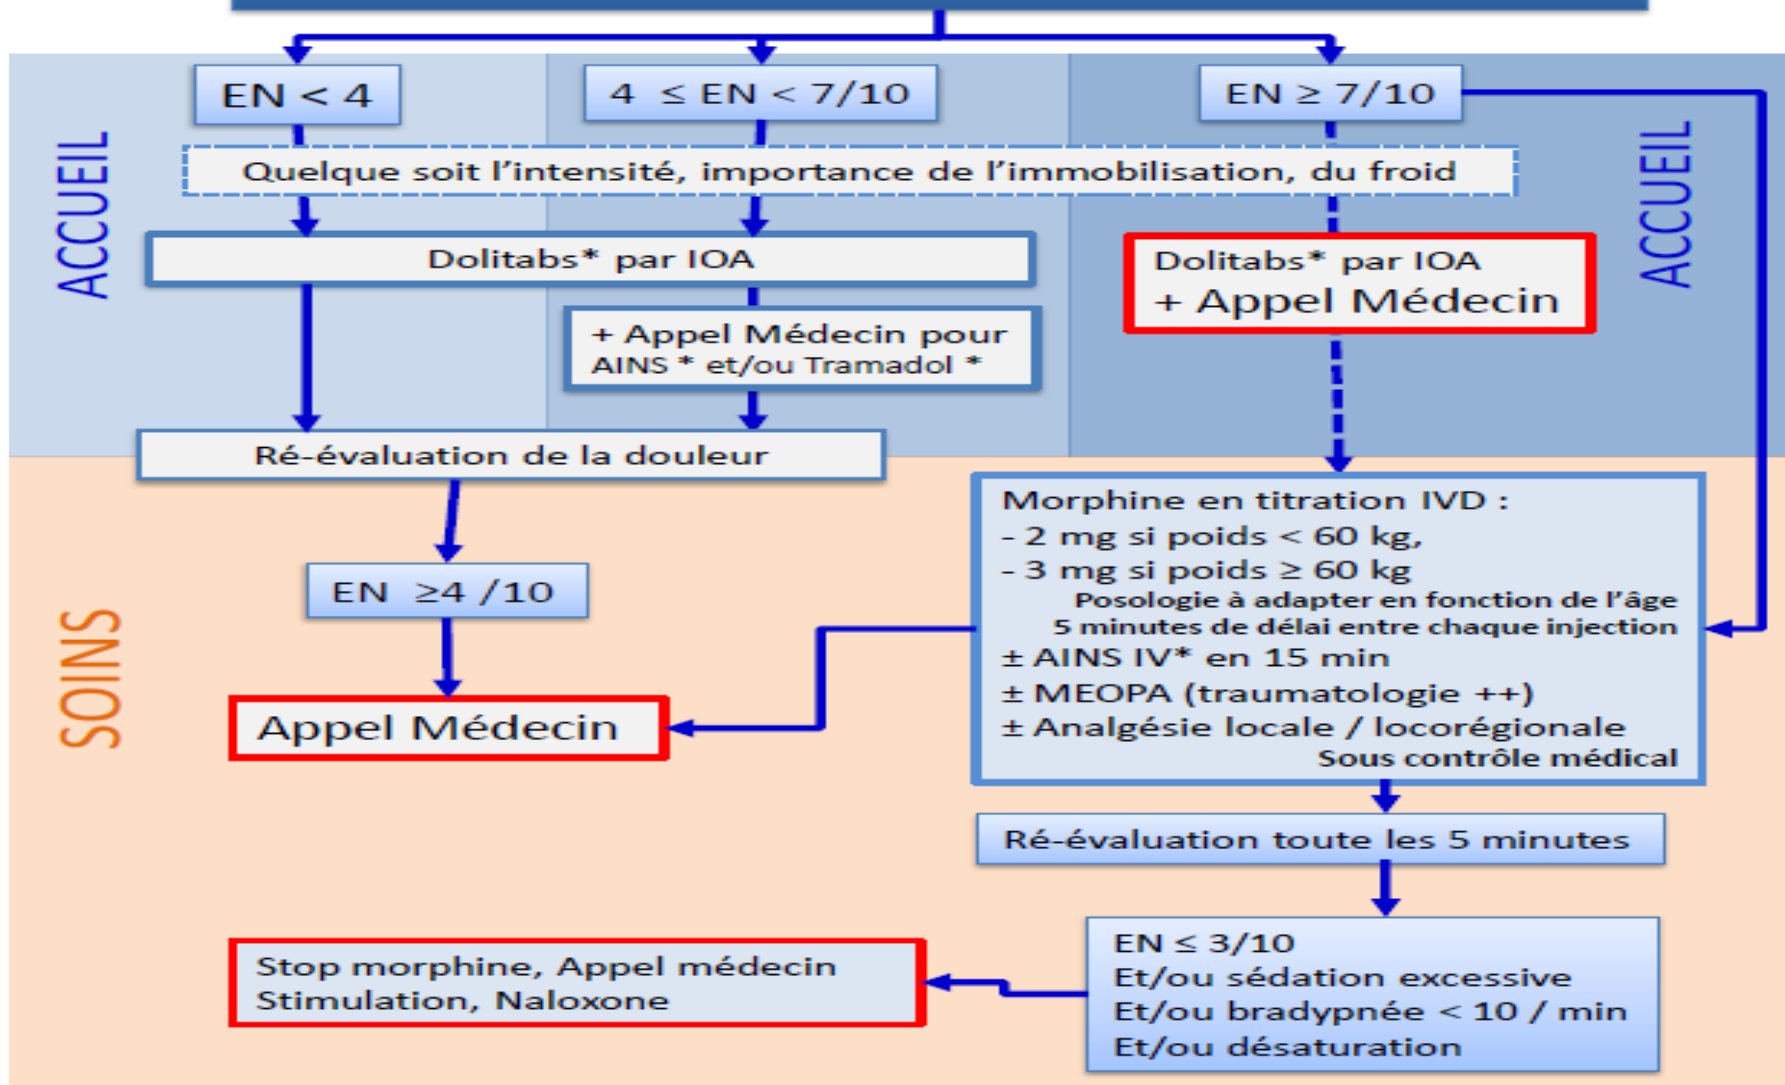 EN < 4
4 ≤ EN < 7/10
EN ≥ 7/10
ACCUEIL
ACCUEIL
Quelque soit l’intensité, importance de l’immobilisation, du froid
Dolitabs* par IOA
Dolitabs* par IOA
+ Appel Médecin
+ Appel Médecin pour
AINS * et/ou Tramadol *
Ré-évaluation de la douleur
SOINS
EN ≥4 /10
Appel Médecin
Morphine en titration IVD :
- 2 mg si poids < 60 kg,
- 3 mg si poids ≥ 60 kg
Posologie à adapter en fonction de l’âge
5 minutes de délai entre chaque injection
± AINS IV* en 15 min
± MEOPA (traumatologie ++)
± Analgésie locale / locorégionale
Sous contrôle médical
Ré-évaluation toute les 5 minutes
EN ≤ 3/10
Et/ou sédation excessive
Et/ou bradypnée < 10 / min
Et/ou désaturation
Stop morphine, Appel médecin
Stimulation, Naloxone